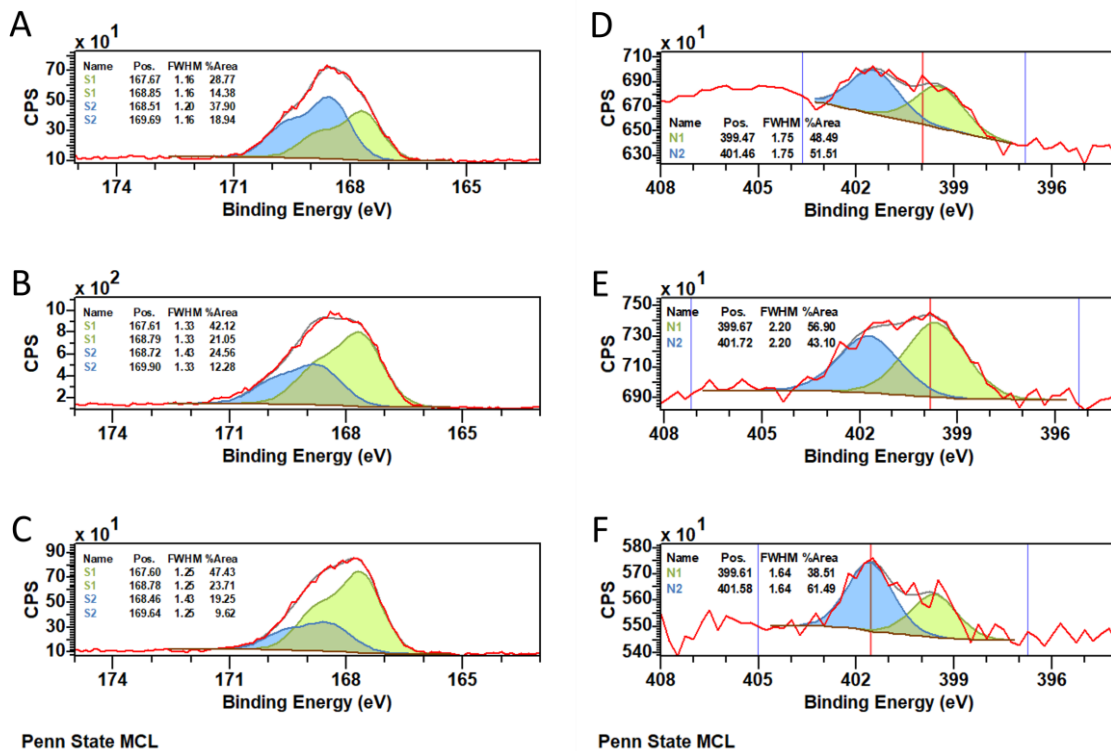 A
x 10^1
Name Pos. FWHM %Area
S1 167.67 1.16 28.77
S1 168.85 1.16 14.38
S2 168.51 1.20 37.90
S2 169.69 1.16 18.94
70
50
30
10
CPS
174 171 168 165
Binding Energy (eV)
B
x 10^2
Name Pos. FWHM %Area
S1 167.61 1.33 42.12
S1 168.79 1.33 21.05
S2 168.72 1.43 24.56
S2 169.90 1.33 12.28
10
8
6
4
2
CPS
174 171 168 165
Binding Energy (eV)
C
x 10^1
Name Pos. FWHM %Area
S1 167.60 1.25 47.43
S1 168.78 1.25 23.71
S2 168.46 1.43 19.25
S2 169.64 1.25 9.62
90
70
50
30
10
CPS
174 171 168 165
Binding Energy (eV)
Penn State MCL
D
x 10^1
710
690
670
650
630
CPS
Name Pos. FWHM %Area
N1 399.47 1.75 48.49
N2 401.46 1.75 51.51
408 405 402 399 396
Binding Energy (eV)
E
x 10^1
Name Pos. FWHM %Area
N1 399.67 2.20 56.90
N2 401.72 2.20 43.10
750
730
710
690
CPS
408 405 402 399 396
Binding Energy (eV)
F
x 10^1
Name Pos. FWHM %Area
N1 399.61 1.64 38.51
N2 401.58 1.64 61.49
580
570
560
550
540
CPS
408 405 402 399 396
Binding Energy (eV)
Penn State MCL